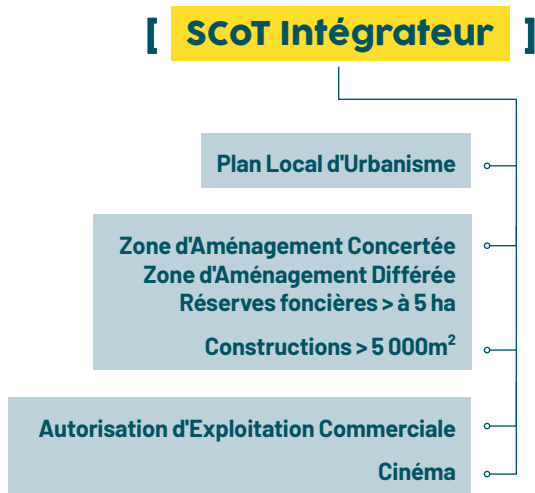 [ SCoT Intégrateur ]
Plan Local d'Urbanisme
Zone d'Aménagement Concertée
Zone d'Aménagement Différée
Réserves foncières > à 5 ha
Constructions > 5 000m²
Autorisation d'Exploitation Commerciale
Cinéma